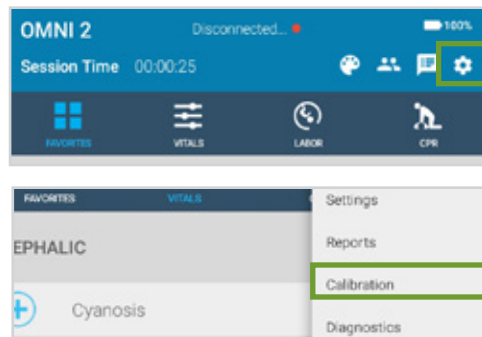 OMNI 2 Disconnected... 100%
Session Time 00:00:25
FAVORITES VITALS LABOR CPR
FAVORITES VITALS
Settings
EPHALIC
Reports
Calibration
Cyanosis
Diagnostics